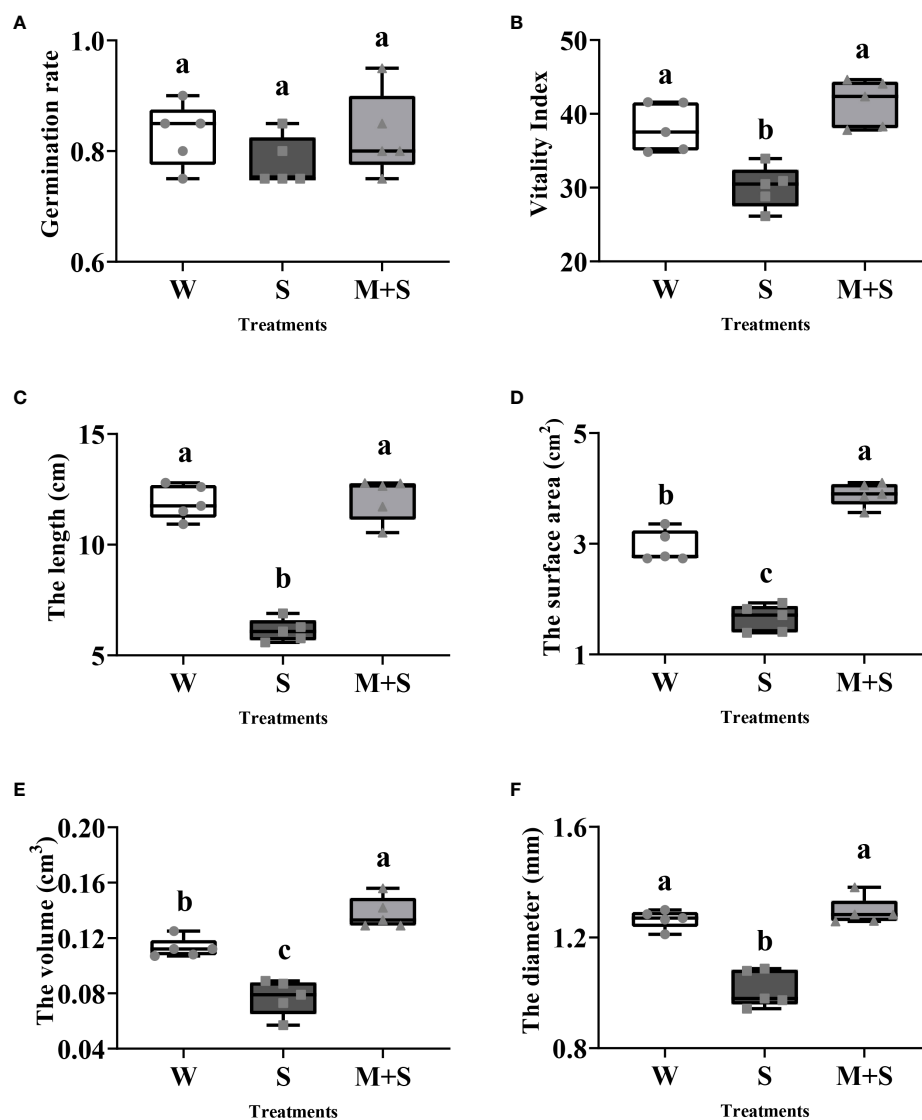 A
1.0
0.8
0.6
Germination rate
a
a
a
W
S
M+S
Treatments
B
50
40
30
20
Vitality Index
a
b
a
W
S
M+S
Treatments
C
15
10
5
The length (cm)
a
b
a
W
S
M+S
Treatments
D
5
3
1
The surface area (cm²)
b
c
a
W
S
M+S
Treatments
E
0.20
0.16
0.12
0.08
0.04
The volume (cm³)
b
c
a
W
S
M+S
Treatments
F
1.6
1.2
0.8
The diameter (mm)
a
b
a
W
S
M+S
Treatments